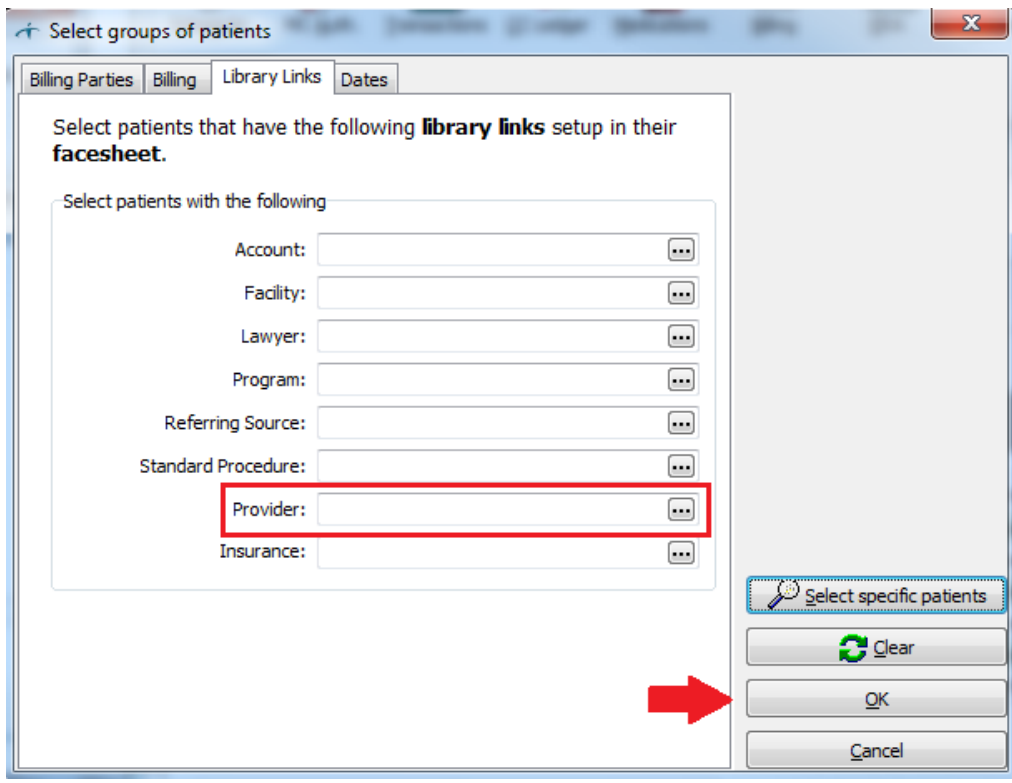 Select groups of patients
Billing Parties Billing Library Links Dates
Select patients that have the following library links setup in their
facesheet.
Select patients with the following
Account:
Facility:
Lawyer:
Program:
Referring Source:
Standard Procedure:
Provider:
Insurance:
Select specific patients
Clear
OK
Cancel